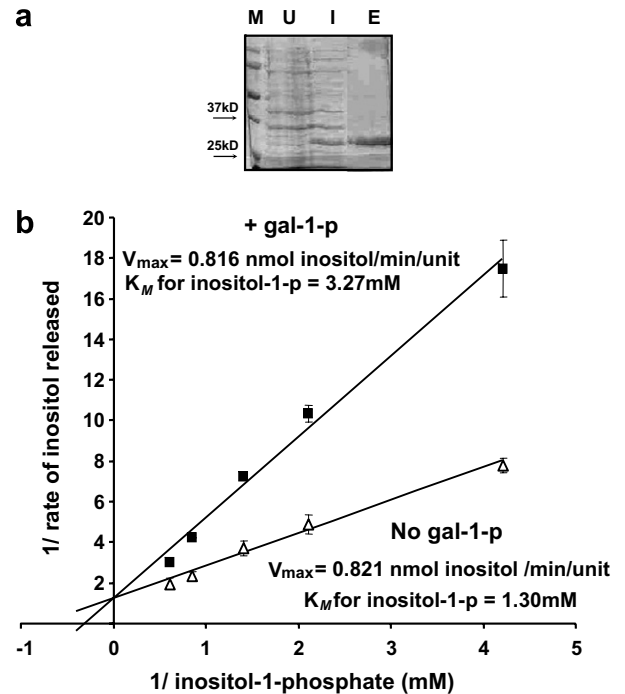 a
M U I E
37kD
25kD
b
+ gal-1-p
Vmax= 0.816 nmol inositol/min/unit
KM for inositol-1-p = 3.27mM
No gal-1-p
Vmax= 0.821 nmol inositol /min/unit
KM for inositol-1-p = 1.30mM
1/ rate of inositol released
20
18
16
14
12
10
8
6
4
2
-1 0 1 2 3 4 5
1/ inositol-1-phosphate (mM)